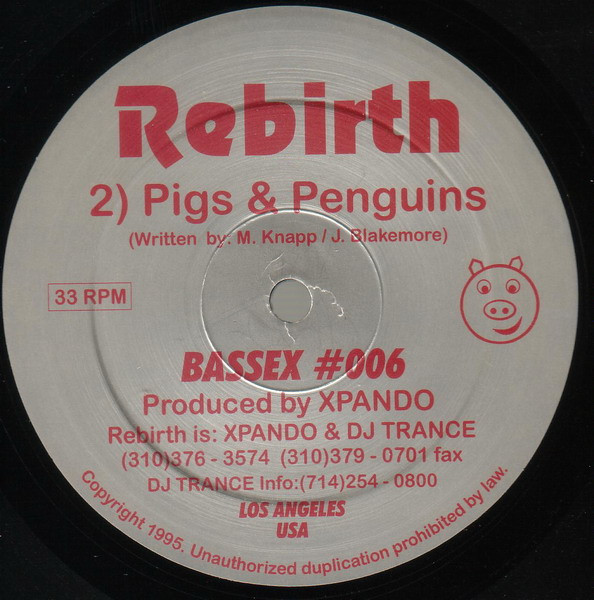 Rebirth
2) Pigs & Penguins
(Written by: M. Knapp / J. Blakemore)
33 RPM
BASSEX #006
Produced by XPANDO
Rebirth is: XPANDO & DJ TRANCE
(310)376 - 3574 (310)379 - 0701 fax
DJ TRANCE Info:(714)254 - 0800
LOS ANGELES
USA
Copyright 1995. Unauthorized duplication prohibited by law.